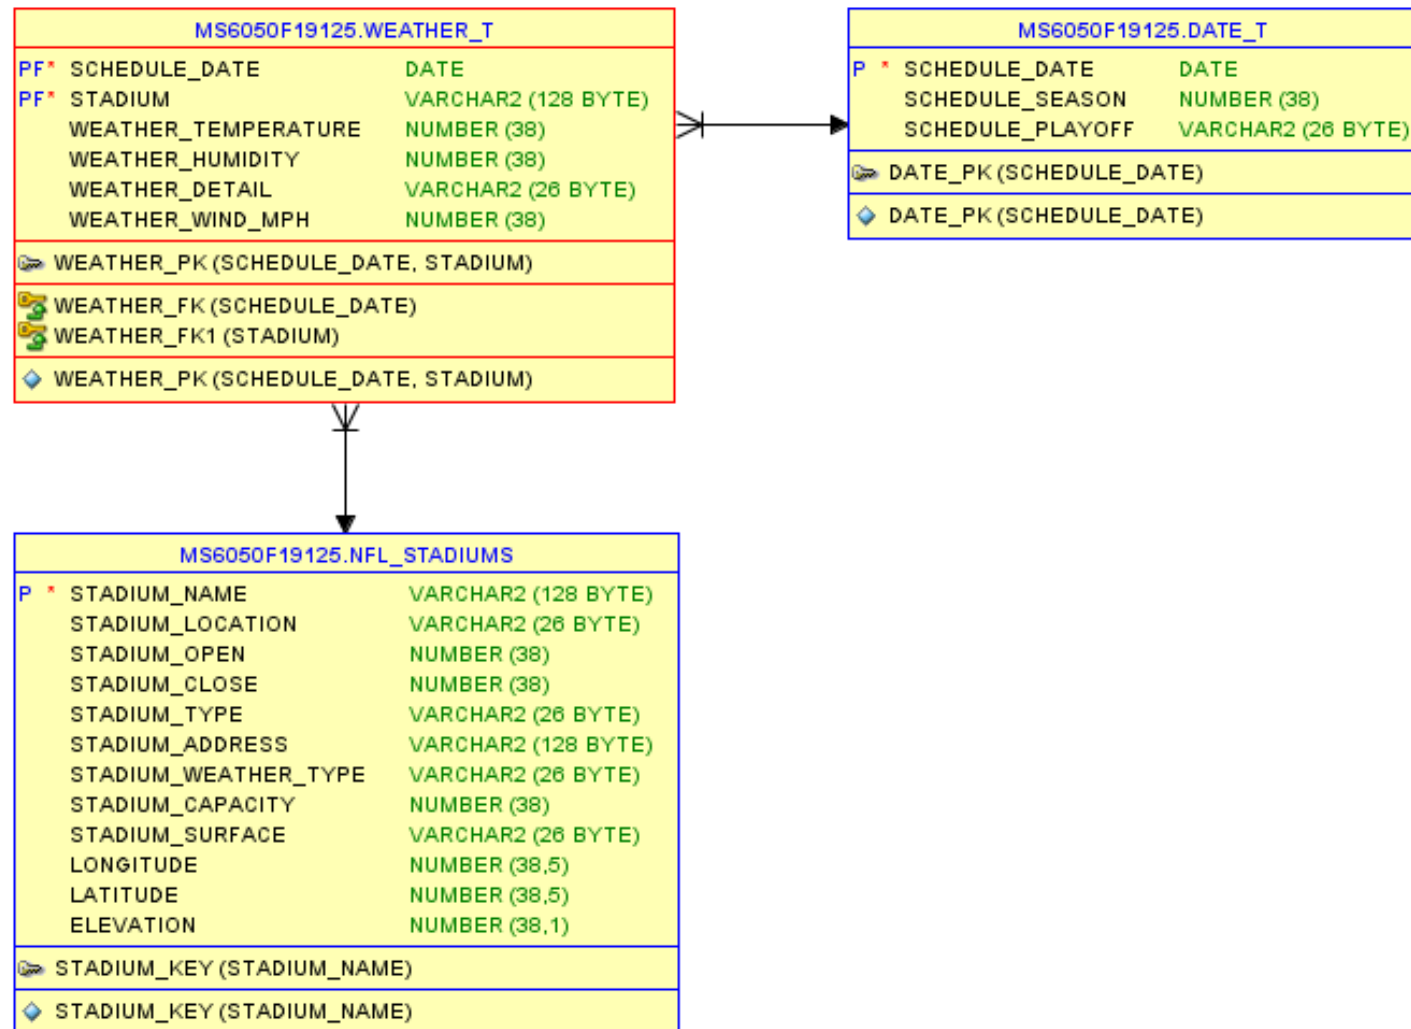 MS6050F19125.WEATHER_T
PF* SCHEDULE_DATE DATE
PF* STADIUM VARCHAR2 (128 BYTE)
WEATHER_TEMPERATURE NUMBER (38)
WEATHER_HUMIDITY NUMBER (38)
WEATHER_DETAIL VARCHAR2 (26 BYTE)
WEATHER_WIND_MPH NUMBER (38)
WEATHER_PK (SCHEDULE_DATE, STADIUM)
WEATHER_FK (SCHEDULE_DATE)
WEATHER_FK1 (STADIUM)
WEATHER_PK (SCHEDULE_DATE, STADIUM)
MS6050F19125.DATE_T
P * SCHEDULE_DATE DATE
SCHEDULE_SEASON NUMBER (38)
SCHEDULE_PLAYOFF VARCHAR2 (26 BYTE)
DATE_PK (SCHEDULE_DATE)
DATE_PK (SCHEDULE_DATE)
MS6050F19125.NFL_STADIUMS
P * STADIUM_NAME VARCHAR2 (128 BYTE)
STADIUM_LOCATION VARCHAR2 (26 BYTE)
STADIUM_OPEN NUMBER (38)
STADIUM_CLOSE NUMBER (38)
STADIUM_TYPE VARCHAR2 (26 BYTE)
STADIUM_ADDRESS VARCHAR2 (128 BYTE)
STADIUM_WEATHER_TYPE VARCHAR2 (26 BYTE)
STADIUM_CAPACITY NUMBER (38)
STADIUM_SURFACE VARCHAR2 (26 BYTE)
LONGITUDE NUMBER (38,5)
LATITUDE NUMBER (38,5)
ELEVATION NUMBER (38,1)
STADIUM_KEY (STADIUM_NAME)
STADIUM_KEY (STADIUM_NAME)